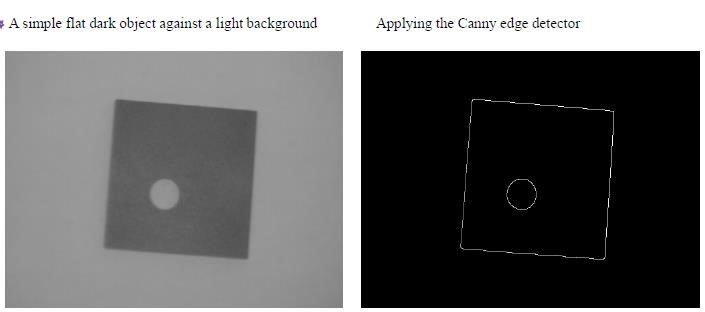 A simple flat dark object against a light background
Applying the Canny edge detector